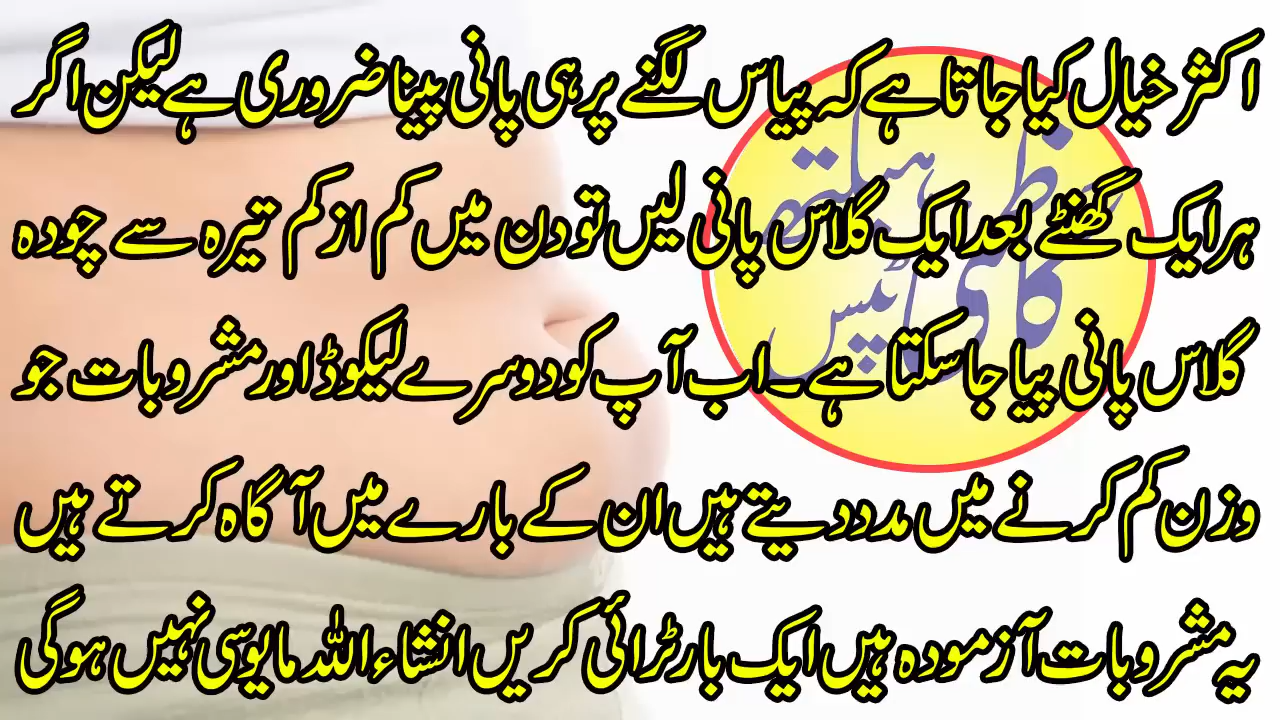 اکثر خیال کیا جاتا ہے کہ پیاس لگنے پر ہی پانی پینا ضروری ہے لیکن اگر
ہر ایک گھنٹے بعد ایک گلاس پانی لیں تو دن میں کم از کم تیرہ سے چودہ
گلاس پانی پیا جا سکتا ہے۔ اب آپ کو دوسرے لیکوڈ اور مشروبات جو
وزن کم کرنے میں مدد دیتے ہیں ان کے بارے میں آگاہ کرتے ہیں
یہ مشروبات آزمودہ ہیں ایک بار ٹرائی کریں انشاء اللہ مایوسی نہیں ہوگی
کاظمی ہیلتھ
ٹپس